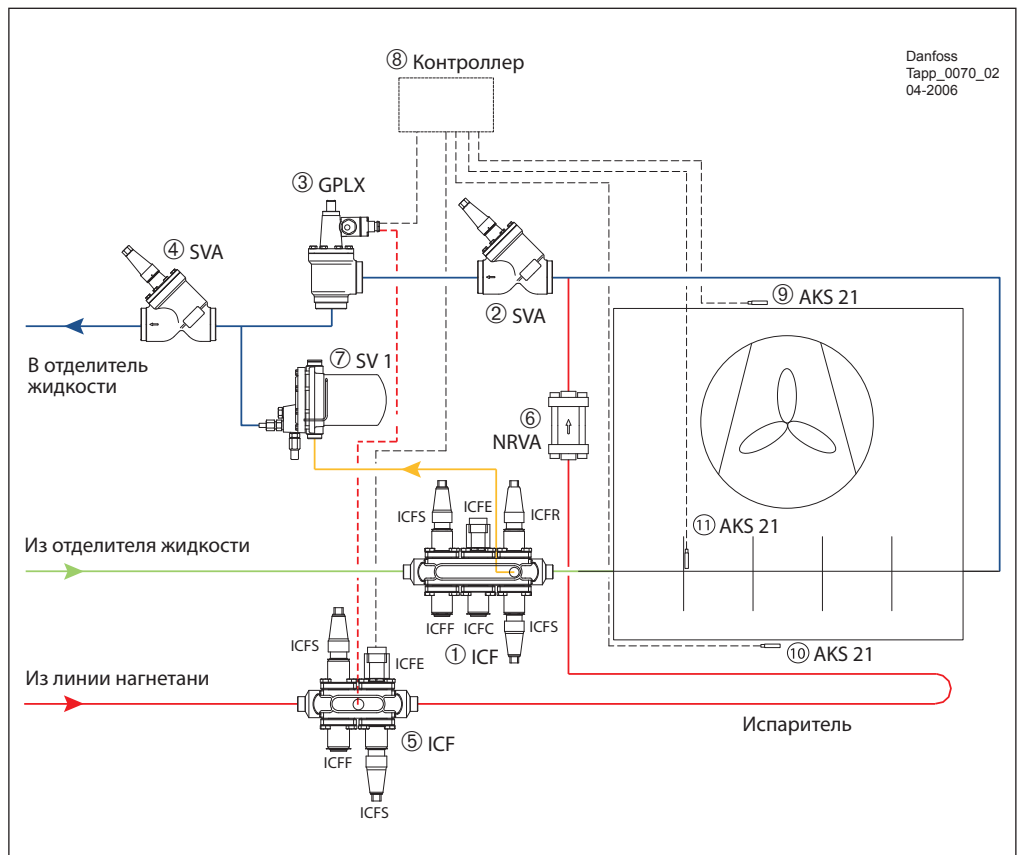 ⑧ Контроллер
Danfoss
Tapp_0070_02
04-2006
③ GPLX
④ SVA
② SVA
⑨ AKS 21
В отделитель
жидкости
⑦ SV 1
⑥
NRVA
ICFS
ICFE
ICFR
⑪ AKS 21
Из отделителя жидкости
ICFF
ICFC
ICFS
① ICF
ICFS
ICFE
⑩ AKS 21
Из линии нагнетани
Испаритель
⑤ ICF
ICFF
ICFS